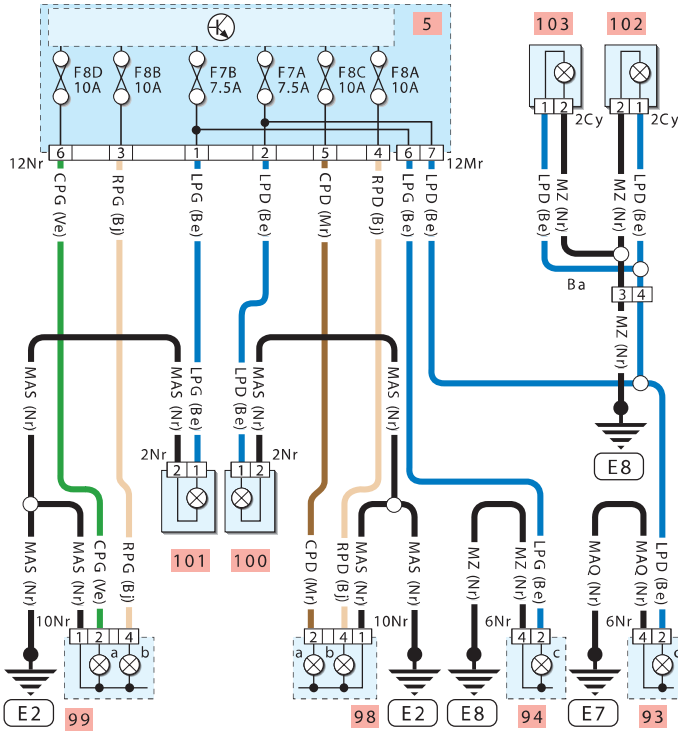 5
103
102
F8D
10A
F8B
10A
F7B
7.5A
F7A
7.5A
F8C
10A
F8A
10A
1 2
2Cy
2 1
2Cy
12Nr
6
3
1
2
5
4
6 7
12Mr
CPG (Ve)
RPG (Bj)
LPG (Be)
LPD (Be)
CPD (Mr)
RPD (Bj)
LPG (Be)
LPD (Be)
LPD (Be)
MZ (Nr)
MZ (Nr)
LPD (Be)
Ba
3 4
MZ (Nr)
E8
MAS (Nr)
MAS (Nr)
LPG (Be)
LPD (Be)
MAS (Nr)
MAS (Nr)
2Nr
2 1
1 2
2Nr
101
100
MAS (Nr)
MAS (Nr)
CPG (Ve)
RPG (Bj)
CPD (Mr)
RPD (Bj)
MAS (Nr)
MAS (Nr)
MZ (Nr)
MZ (Nr)
LPG (Be)
MAQ (Nr)
MAQ (Nr)
LPD (Be)
10Nr
1 2 4
a b
2 4 1
10Nr
a b
6Nr
4 2
c
6Nr
4 2
E2
99
98
E2
E8
94
E7
93